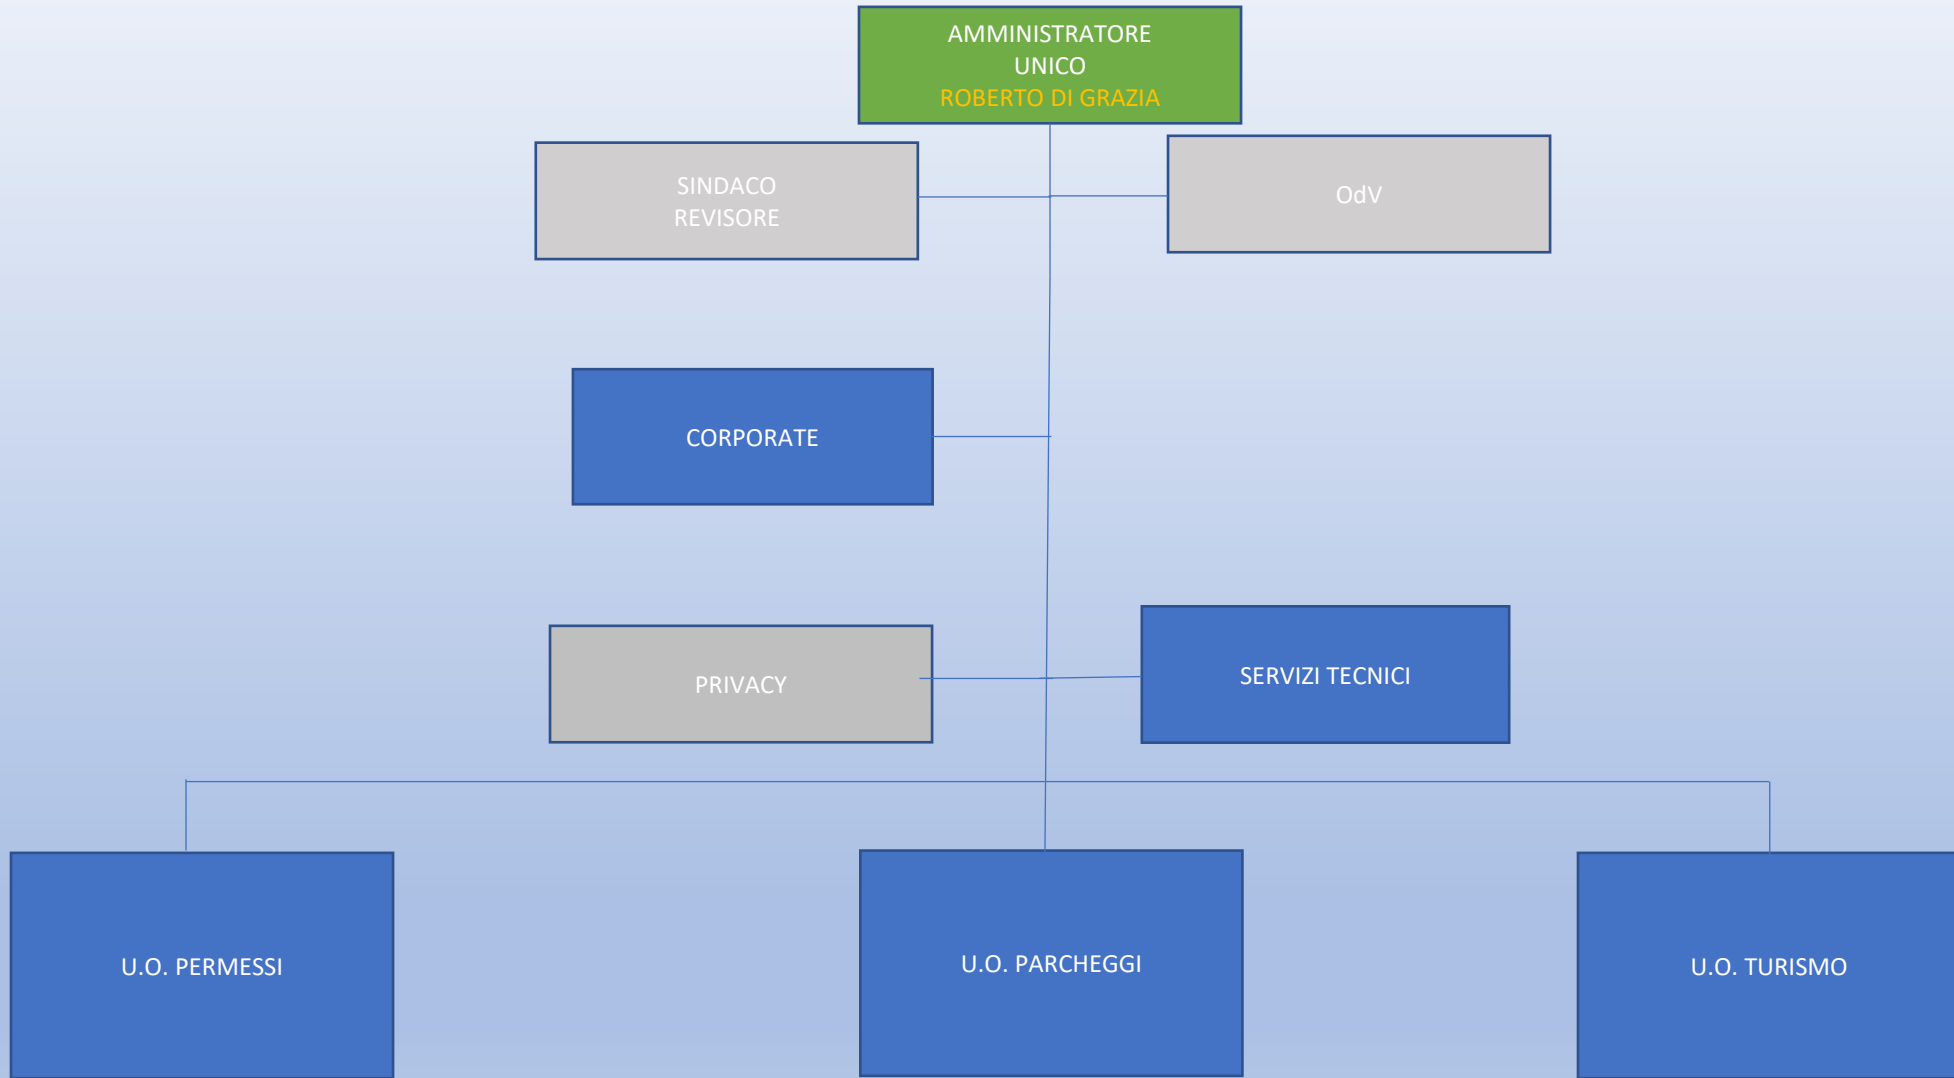 AMMINISTRATORE
UNICO
ROBERTO DI GRAZIA
SINDACO
REVISORE
OdV
CORPORATE
PRIVACY
SERVIZI TECNICI
U.O. PERMESSI
U.O. PARCHEGGI
U.O. TURISMO